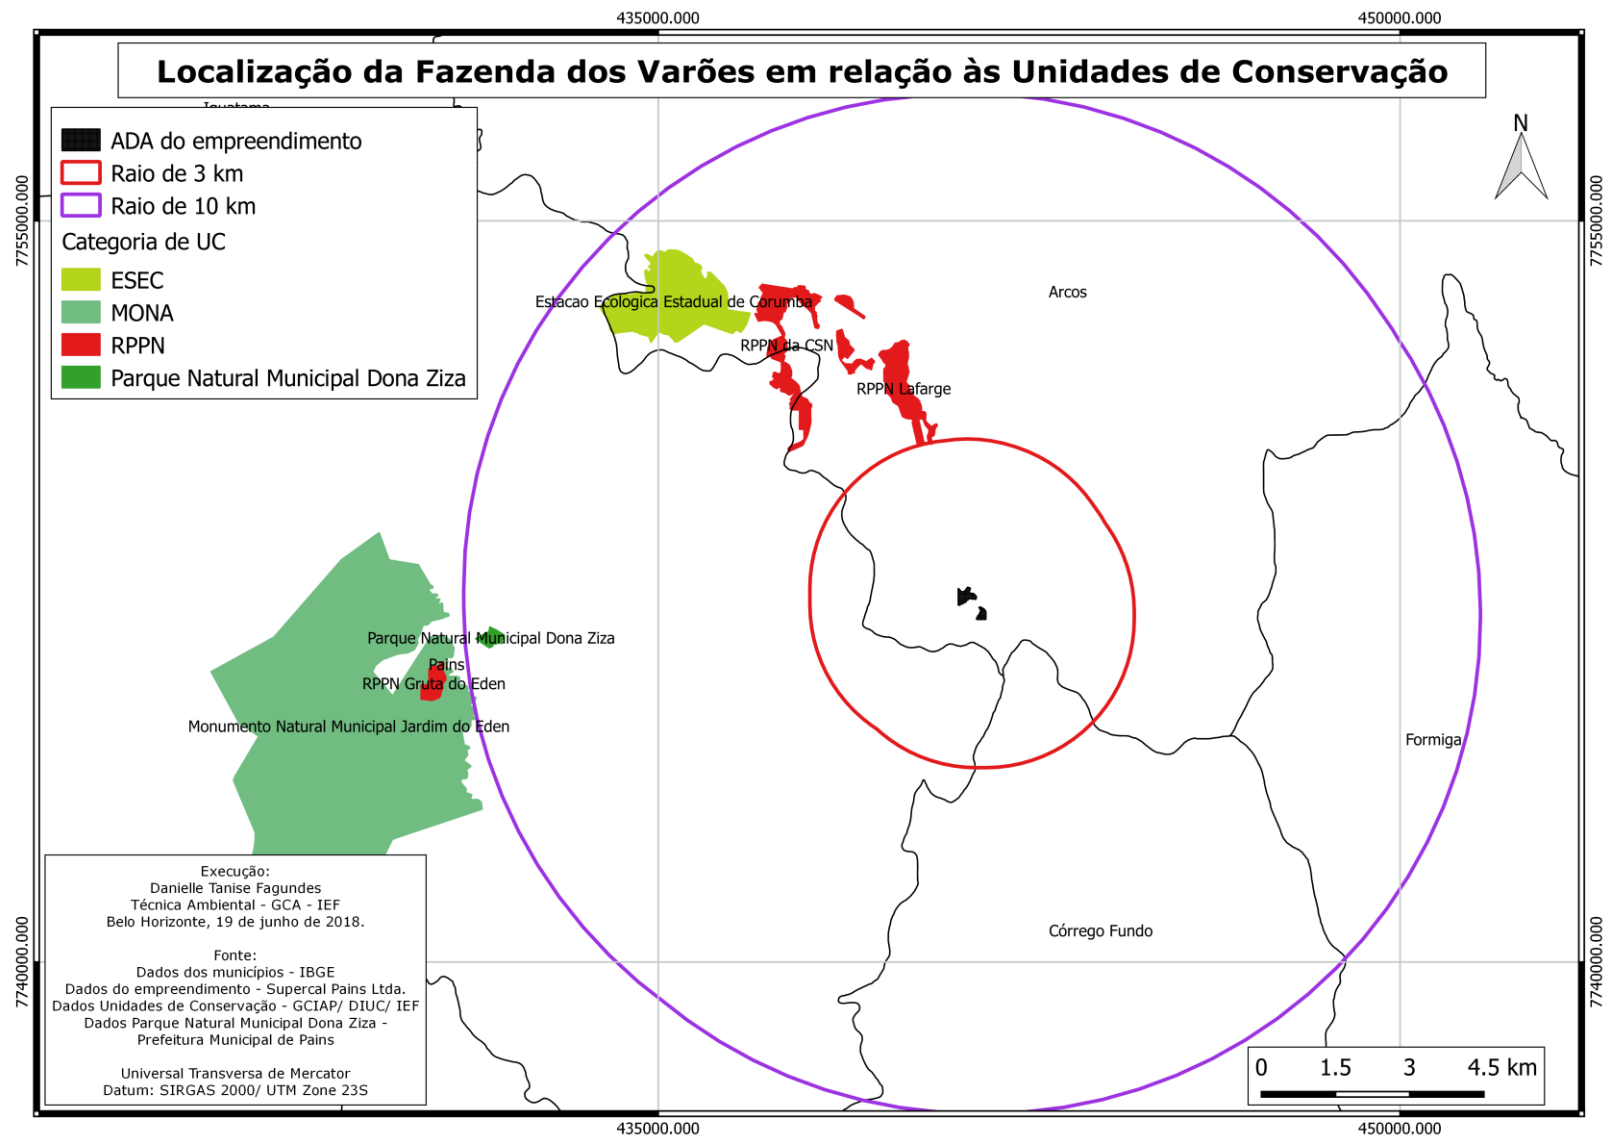 435000.000
450000.000
Localização da Fazenda dos Varões em relação às Unidades de Conservação
Iguatama
N
ADA do empreendimento
Raio de 3 km
Raio de 10 km
Categoria de UC
ESEC
MONA
RPPN
Parque Natural Municipal Dona Ziza
7755000.000
7755000.000
Estacao Ecologica Estadual de Corumba
Arcos
RPPN da CSN
RPPN Lafarge
Parque Natural Municipal Dona Ziza
Pains
RPPN Gruta do Eden
Monumento Natural Municipal Jardim do Eden
Formiga
Córrego Fundo
7740000.000
7740000.000
Execução:
Danielle Tanise Fagundes
Técnica Ambiental - GCA - IEF
Belo Horizonte, 19 de junho de 2018.
Fonte:
Dados dos municípios - IBGE
Dados do empreendimento - Supercal Pains Ltda.
Dados Unidades de Conservação - GCIAP/ DIUC/ IEF
Dados Parque Natural Municipal Dona Ziza -
Prefeitura Municipal de Pains
Universal Transversa de Mercator
Datum: SIRGAS 2000/ UTM Zone 23S
0 1.5 3 4.5 km
435000.000
450000.000